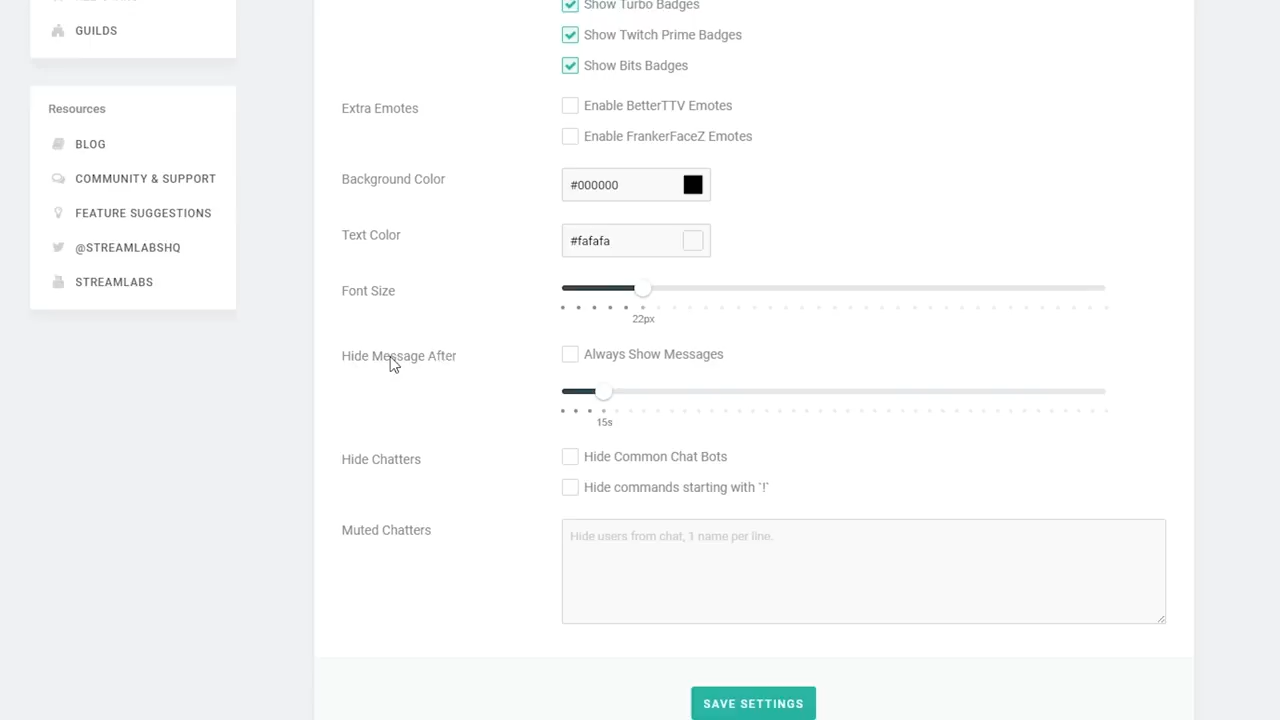 Show Turbo Badges
GUILDS
Show Twitch Prime Badges
Show Bits Badges
Resources
BLOG
COMMUNITY & SUPPORT
FEATURE SUGGESTIONS
@STREAMLABSHQ
STREAMLABS
Extra Emotes
Enable BetterTTV Emotes
Enable FrankerFaceZ Emotes
Background Color
#000000
Text Color
#fafafa
Font Size
22px
Hide Message After
Always Show Messages
15s
Hide Chatters
Hide Common Chat Bots
Hide commands starting with `!`
Muted Chatters
Hide users from chat, 1 name per line.
SAVE SETTINGS